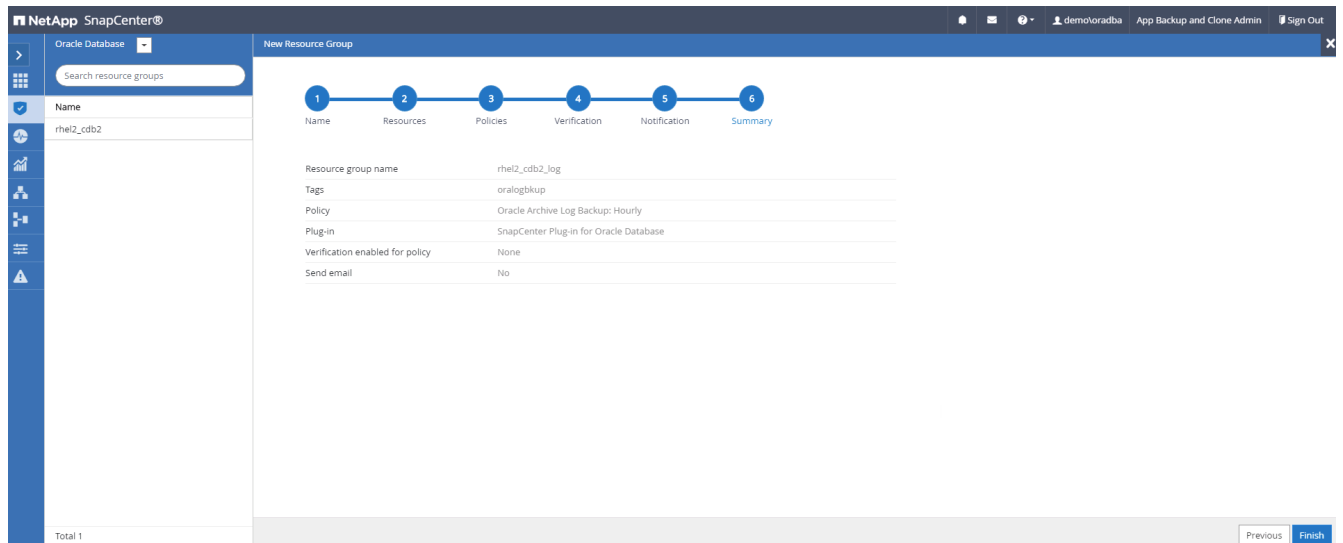 NetApp SnapCenter®
demo\oradba App Backup and Clone Admin Sign Out
Oracle Database
Search resource groups
Name
rhel2_cdb2
Total 1
New Resource Group
1 2 3 4 5 6
Name Resources Policies Verification Notification Summary
Resource group name rhel2_cdb2_log
Tags oralogbkup
Policy Oracle Archive Log Backup: Hourly
Plug-in SnapCenter Plug-in for Oracle Database
Verification enabled for policy None
Send email No
Previous Finish